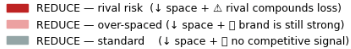 REDUCE — rival risk (↓ space + ⚠ rival compounds loss)
REDUCE — over-spaced (↓ space + ▯ brand is still strong)
REDUCE — standard (↓ space + ▯ no competitive signal)